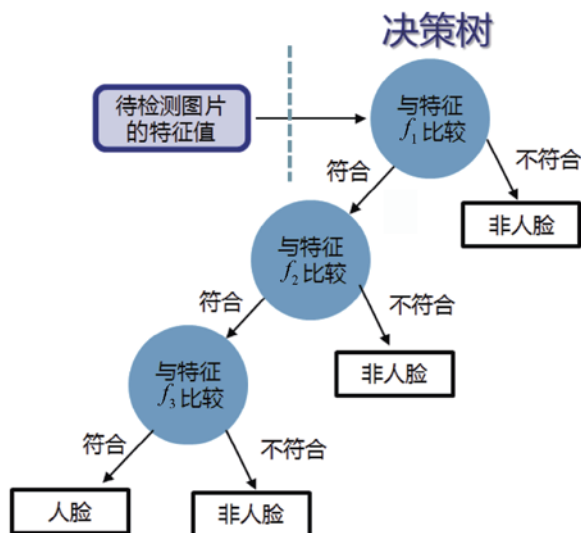 决策树
待检测图片
的特征值
与特征
f1比较
符合
不符合
非人脸
与特征
f2比较
符合
不符合
非人脸
与特征
f3比较
符合
不符合
人脸
非人脸